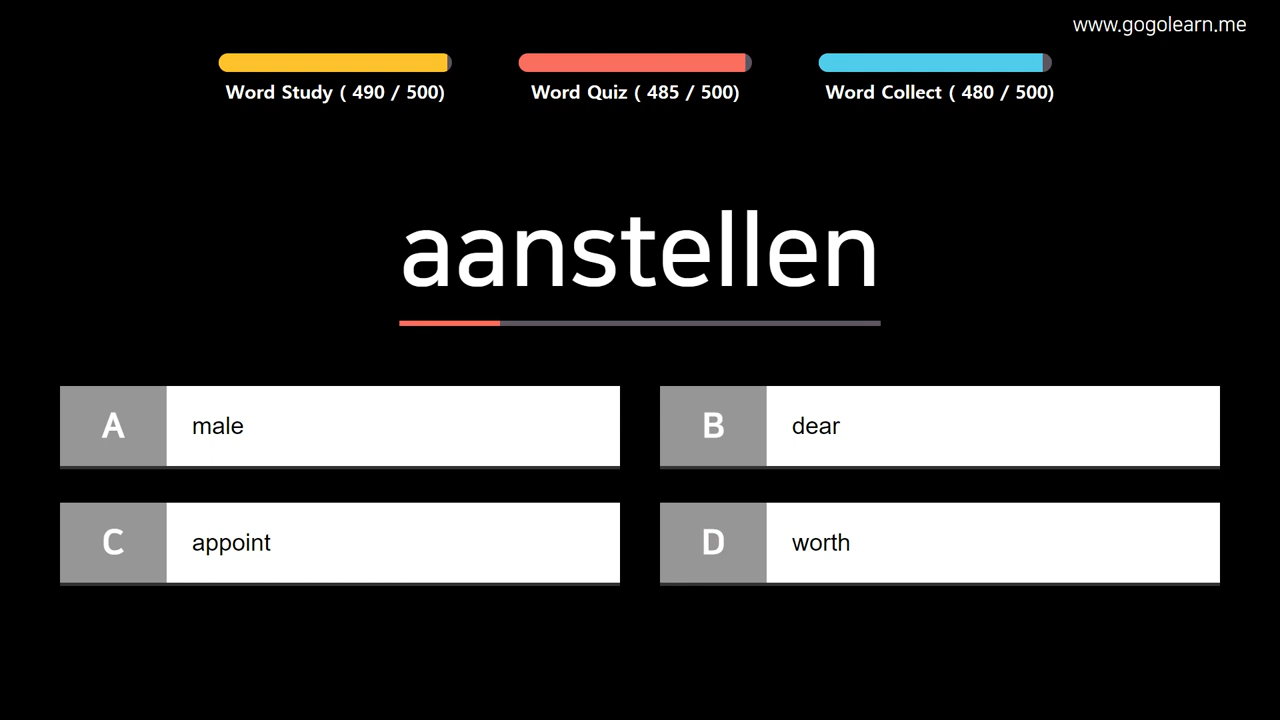 www.gogolearn.me
Word Study ( 490 / 500)
Word Quiz ( 485 / 500)
Word Collect ( 480 / 500)
aanstellen
A male
B dear
C appoint
D worth